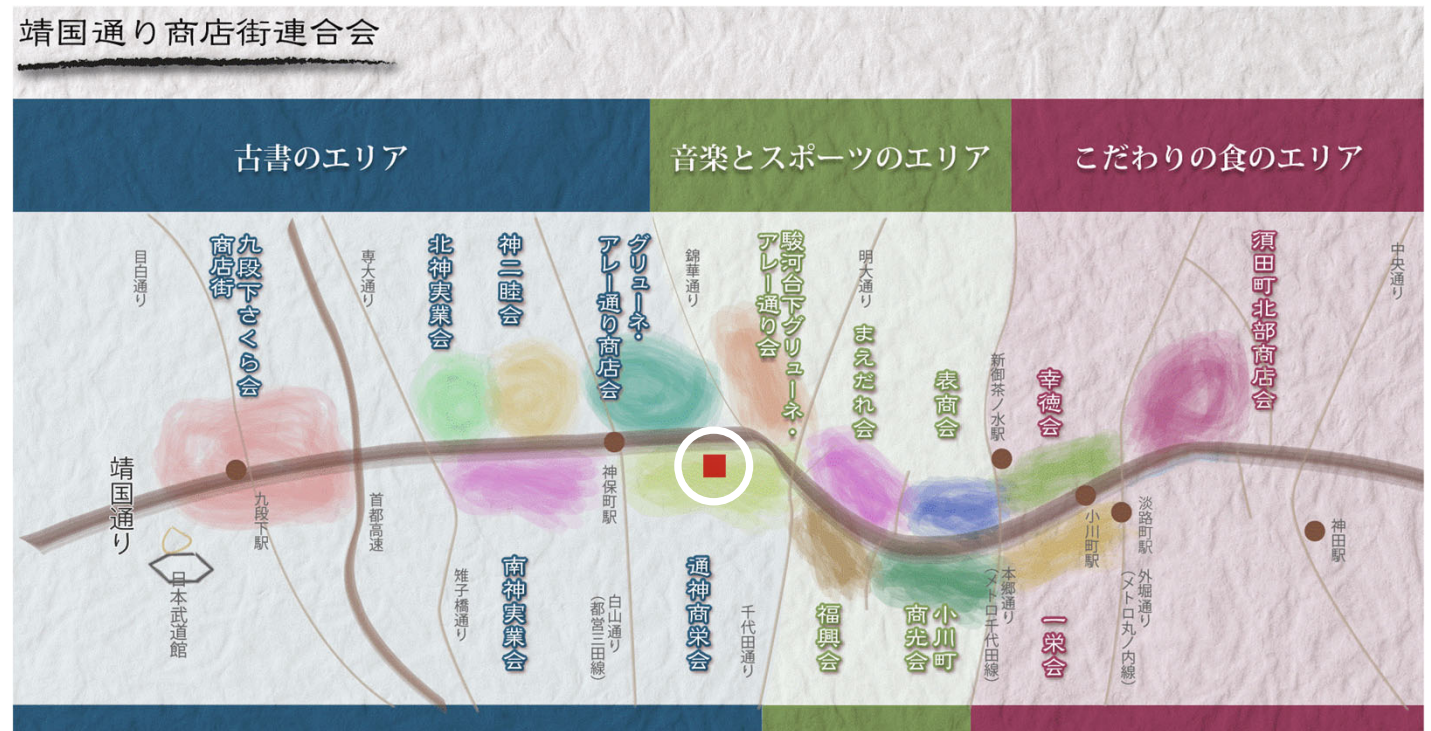 靖国通り商店街連合会
古書のエリア
音楽とスポーツのエリア
こだわりの食のエリア
目白通り
九段下さくら会
商店街
専大通り
北神実業会
神二睦会
グリューネ・
アレー通り商店会
錦華通り
駿河台下グリューネ・
アレー通り会
明大通り
まえだれ会
表商会
新御茶ノ水駅
幸徳会
須田町北部商店会
中央通り
靖国通り
九段下駅
首都高速
神保町駅
小川町駅
淡路町駅
神田駅
日本武道館
雉子橋通り
南神実業会
白山通り
(都営三田線)
通神商栄会
千代田通り
福興会
小川町
商光会
本郷通り
(メトロ千代田線)
一栄会
外堀通り
(メトロ丸ノ内線)